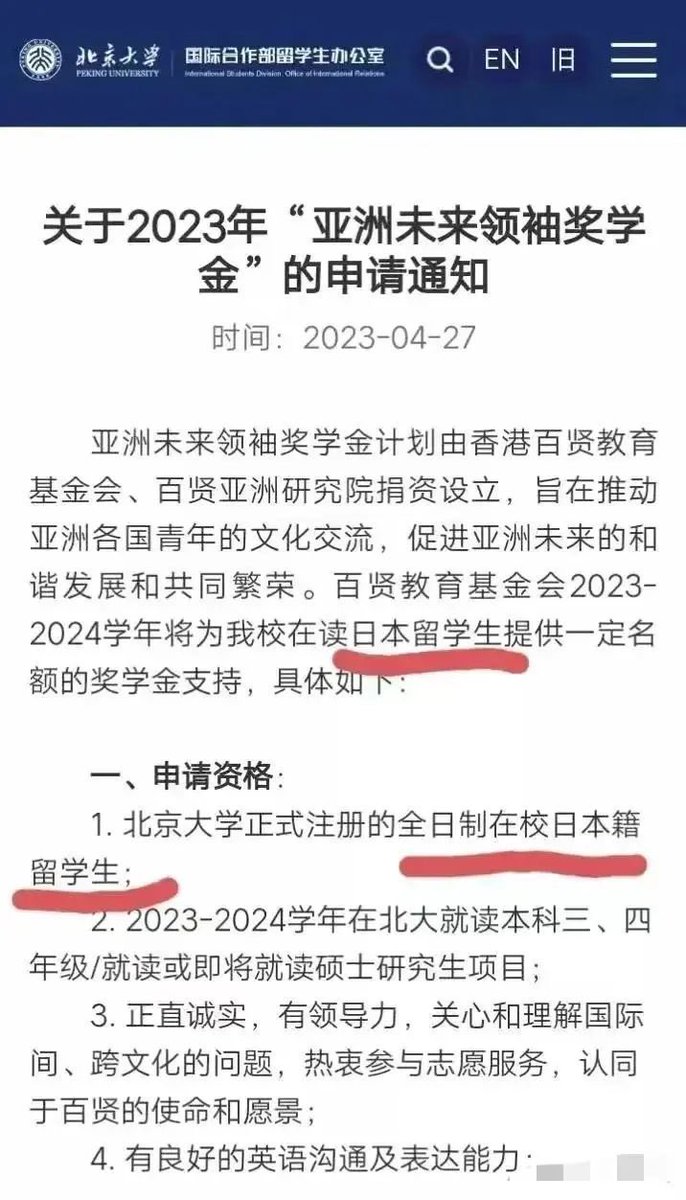 北京大学
PEKING UNIVERSITY
国际合作部留学生办公室
International Students Division, Office of International Relations
EN
旧
关于2023年“亚洲未来领袖奖学
金”的申请通知
时间：2023-04-27
亚洲未来领袖奖学金计划由香港百贤教育
基金会、百贤亚洲研究院捐资设立，旨在推动
亚洲各国青年的文化交流，促进亚洲未来的和
谐发展和共同繁荣。百贤教育基金会2023-
2024学年将为我校在读日本留学生提供一定名
额的奖学金支持，具体如下：
一、申请资格：
1. 北京大学正式注册的全日制在校日本籍
留学生；
2. 2023-2024学年在北大就读本科三、四
年级/就读或即将就读硕士研究生项目；
3. 正直诚实，有领导力，关心和理解国际
间、跨文化的问题，热衷参与志愿服务，认同
于百贤的使命和愿景；
4. 有良好的英语沟通及表达能力；